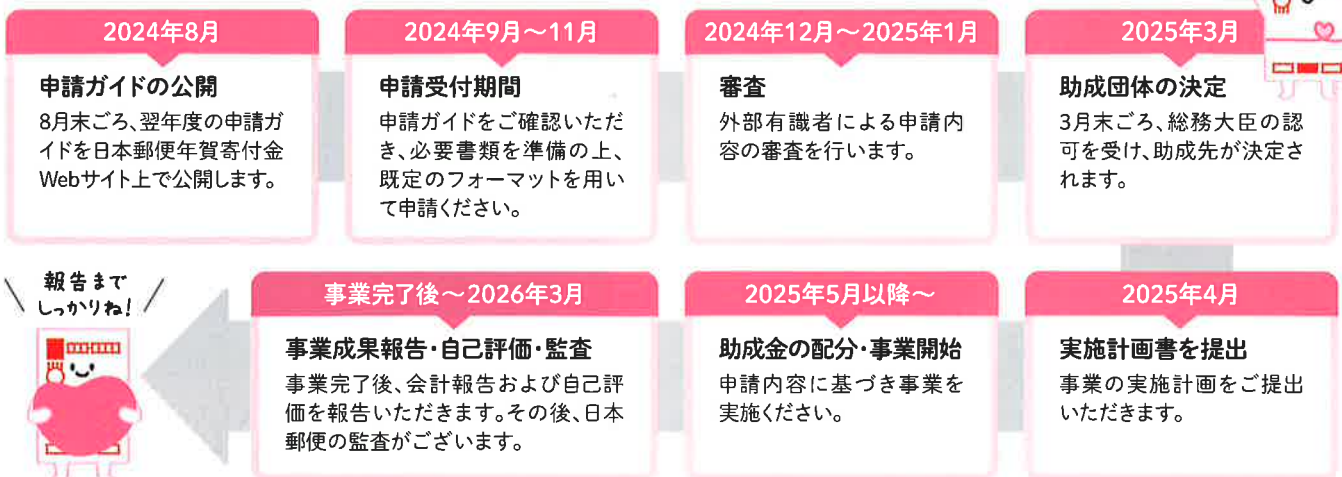 2024年8月
申請ガイドの公開
8月末ごろ、翌年度の申請ガ
イドを日本郵便年賀寄付金
Webサイト上で公開します。
2024年9月～11月
申請受付期間
申請ガイドをご確認いただ
き、必要書類を準備の上、
既定のフォーマットを用い
て申請ください。
2024年12月～2025年1月
審査
外部有識者による申請内
容の審査を行います。
2025年3月
助成団体の決定
3月末ごろ、総務大臣の認
可を受け、助成先が決定さ
れます。
2025年4月
実施計画書を提出
事業の実施計画をご提出
いただきます。
2025年5月以降～
助成金の配分・事業開始
申請内容に基づき事業を
実施ください。
事業完了後～2026年3月
事業成果報告・自己評価・監査
事業完了後、会計報告および自己評
価を報告いただきます。その後、日本
郵便の監査がございます。
報告まで
しっかりね!